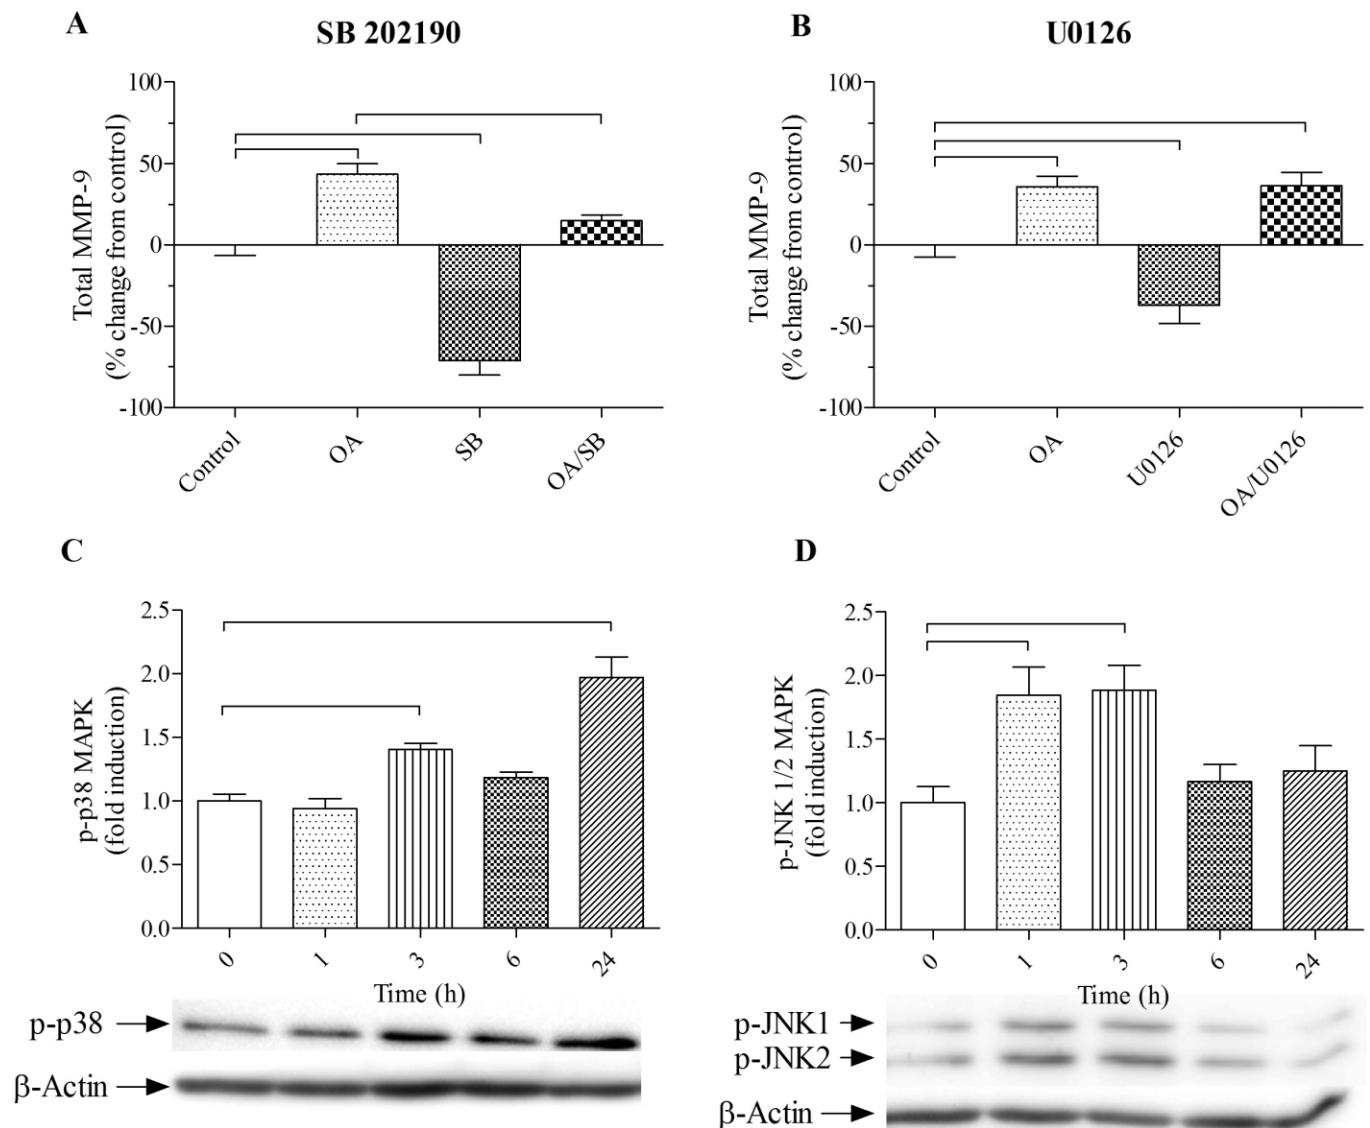 A
SB 202190
Total MMP-9
(% change from control)
100
50
0
-50
-100
Control
OA
SB
OA/SB
B
U0126
Total MMP-9
(% change from control)
100
50
0
-50
-100
Control
OA
U0126
OA/U0126
C
p-p38 MAPK
(fold induction)
2.5
2.0
1.5
1.0
0.5
0.0
0
1
3
6
24
Time (h)
p-p38
β-Actin
D
p-JNK 1/2 MAPK
(fold induction)
2.5
2.0
1.5
1.0
0.5
0.0
0
1
3
6
24
Time (h)
p-JNK1
p-JNK2
β-Actin